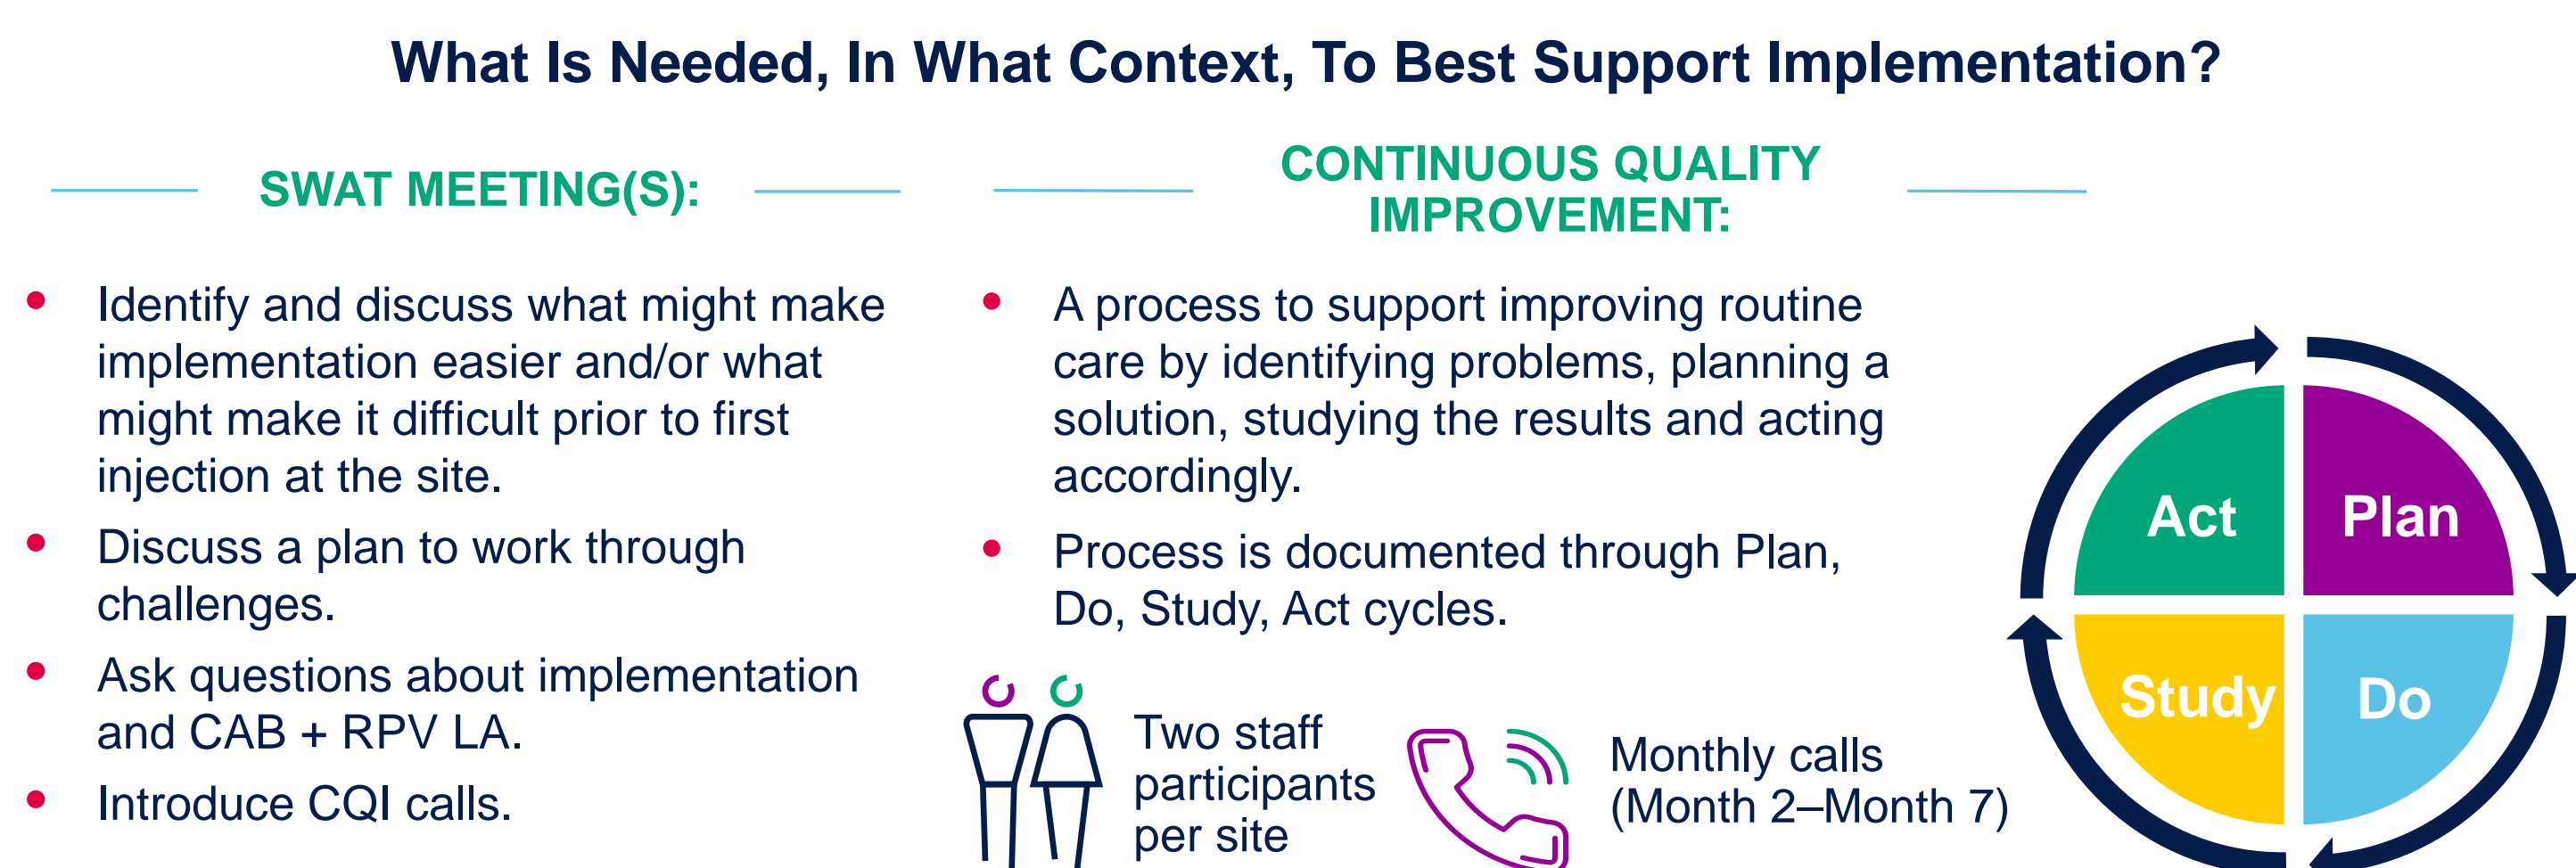 What Is Needed, In What Context, To Best Support Implementation?
SWAT MEETING(S):
• Identify and discuss what might make
implementation easier and/or what
might make it difficult prior to first
injection at the site.
• Discuss a plan to work through
challenges.
• Ask questions about implementation
and CAB + RPV LA.
• Introduce CQI calls.
CONTINUOUS QUALITY
IMPROVEMENT:
• A process to support improving routine
care by identifying problems, planning a
solution, studying the results and acting
accordingly.
• Process is documented through Plan,
Do, Study, Act cycles.
Two staff
participants
per site
Monthly calls
(Month 2–Month 7)
Act
Plan
Study
Do